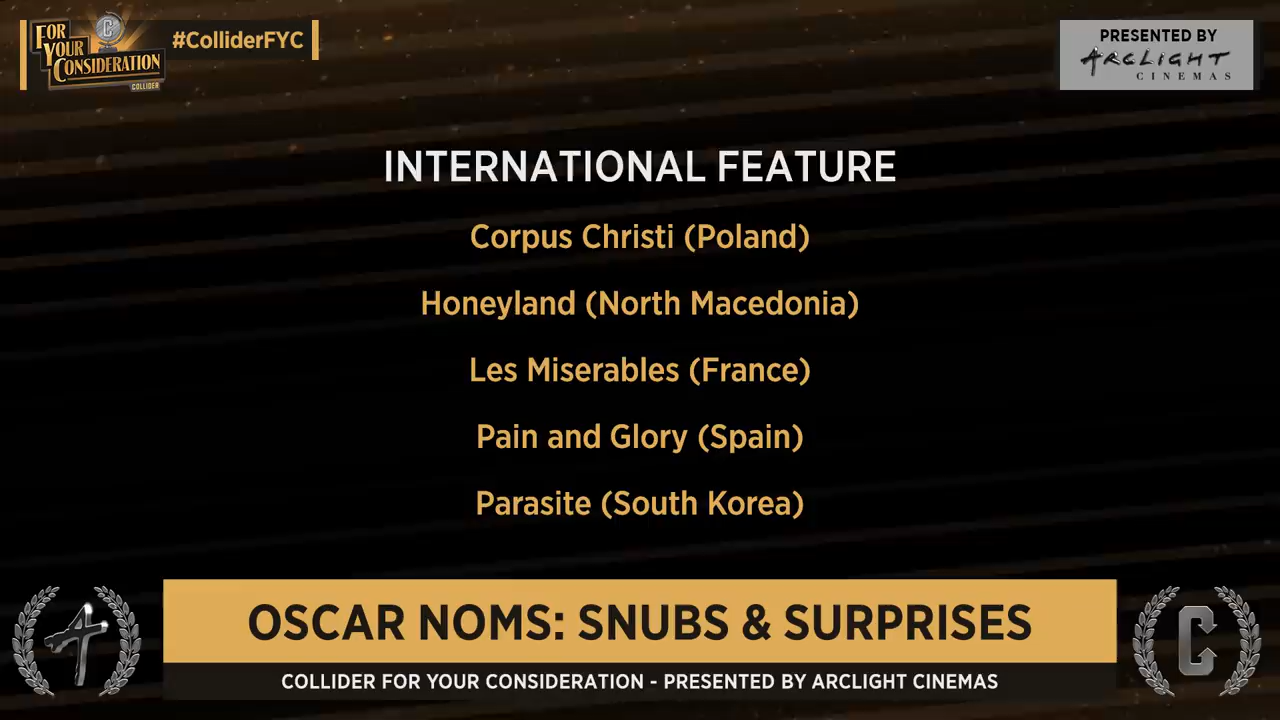 FOR
YOUR
CONSIDERATION
COLLIDER
#ColliderFYC
PRESENTED BY
ARCLIGHT
CINEMAS
INTERNATIONAL FEATURE
Corpus Christi (Poland)
Honeyland (North Macedonia)
Les Miserables (France)
Pain and Glory (Spain)
Parasite (South Korea)
OSCAR NOMS: SNUBS & SURPRISES
COLLIDER FOR YOUR CONSIDERATION - PRESENTED BY ARCLIGHT CINEMAS